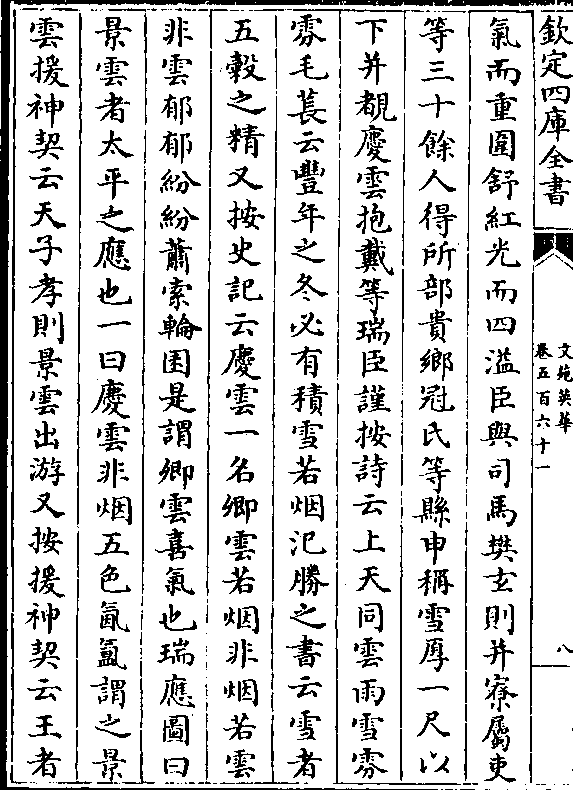 欽定四庫全書
文苑英華
卷五百六十一
八
氣而重圍舒紅光而四溢臣與司馬樊玄則并寮屬吏
等三十餘人得所部貴鄉冠氏等縣申稱雪厚一尺以
下并覩慶雲抱戴等瑞臣謹按詩云上天同雲雨雪雰
雰毛萇云豐年之冬必有積雪若烟氾勝之書云雪者
五穀之精又按史記云慶雲一名卿雲若烟非烟若雲
非雲郁郁紛紛蕭索輪囷是謂卿雲喜氣也瑞應圖曰
景雲者太平之應也一曰慶雲非烟五色氤氳謂之景
雲援神契云天子孝則景雲出游又按援神契云王者